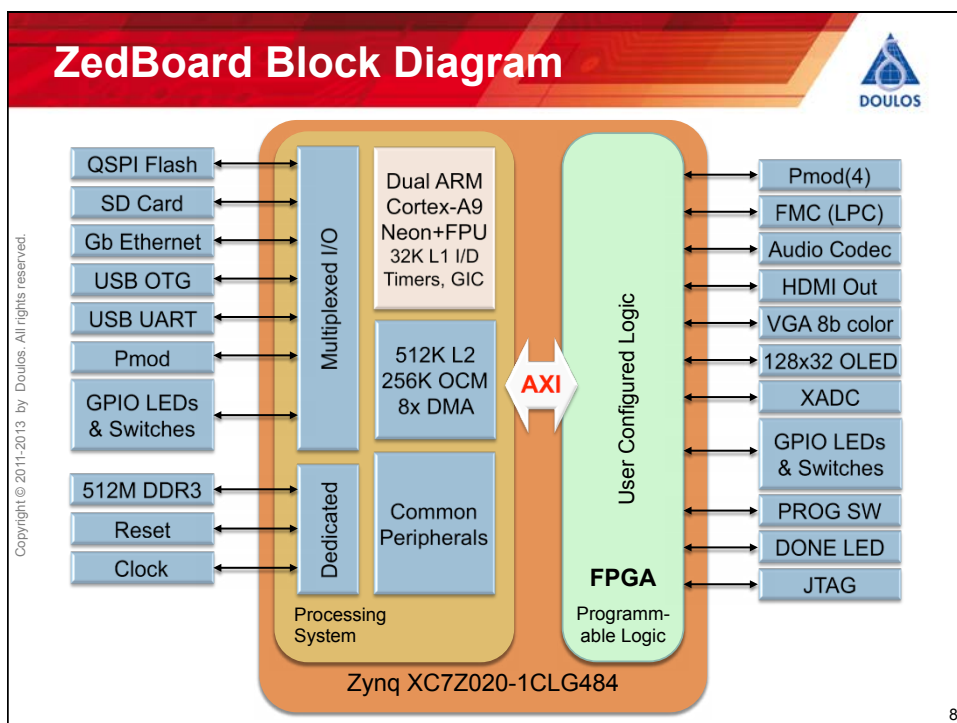 ZedBoard Block Diagram
DOULOS
QSPI Flash
SD Card
Gb Ethernet
USB OTG
USB UART
Pmod
GPIO LEDs
& Switches
512M DDR3
Reset
Clock
Multiplexed I/O
Dedicated
Dual ARM
Cortex-A9
Neon+FPU
32K L1 I/D
Timers, GIC
512K L2
256K OCM
8x DMA
Common
Peripherals
Processing
System
AXI
User Configured Logic
FPGA
Programm-
able Logic
Pmod(4)
FMC (LPC)
Audio Codec
HDMI Out
VGA 8b color
128x32 OLED
XADC
GPIO LEDs
& Switches
PROG SW
DONE LED
JTAG
Zynq XC7Z020-1CLG484
Copyright © 2011-2013 by Doulos. All rights reserved.
8